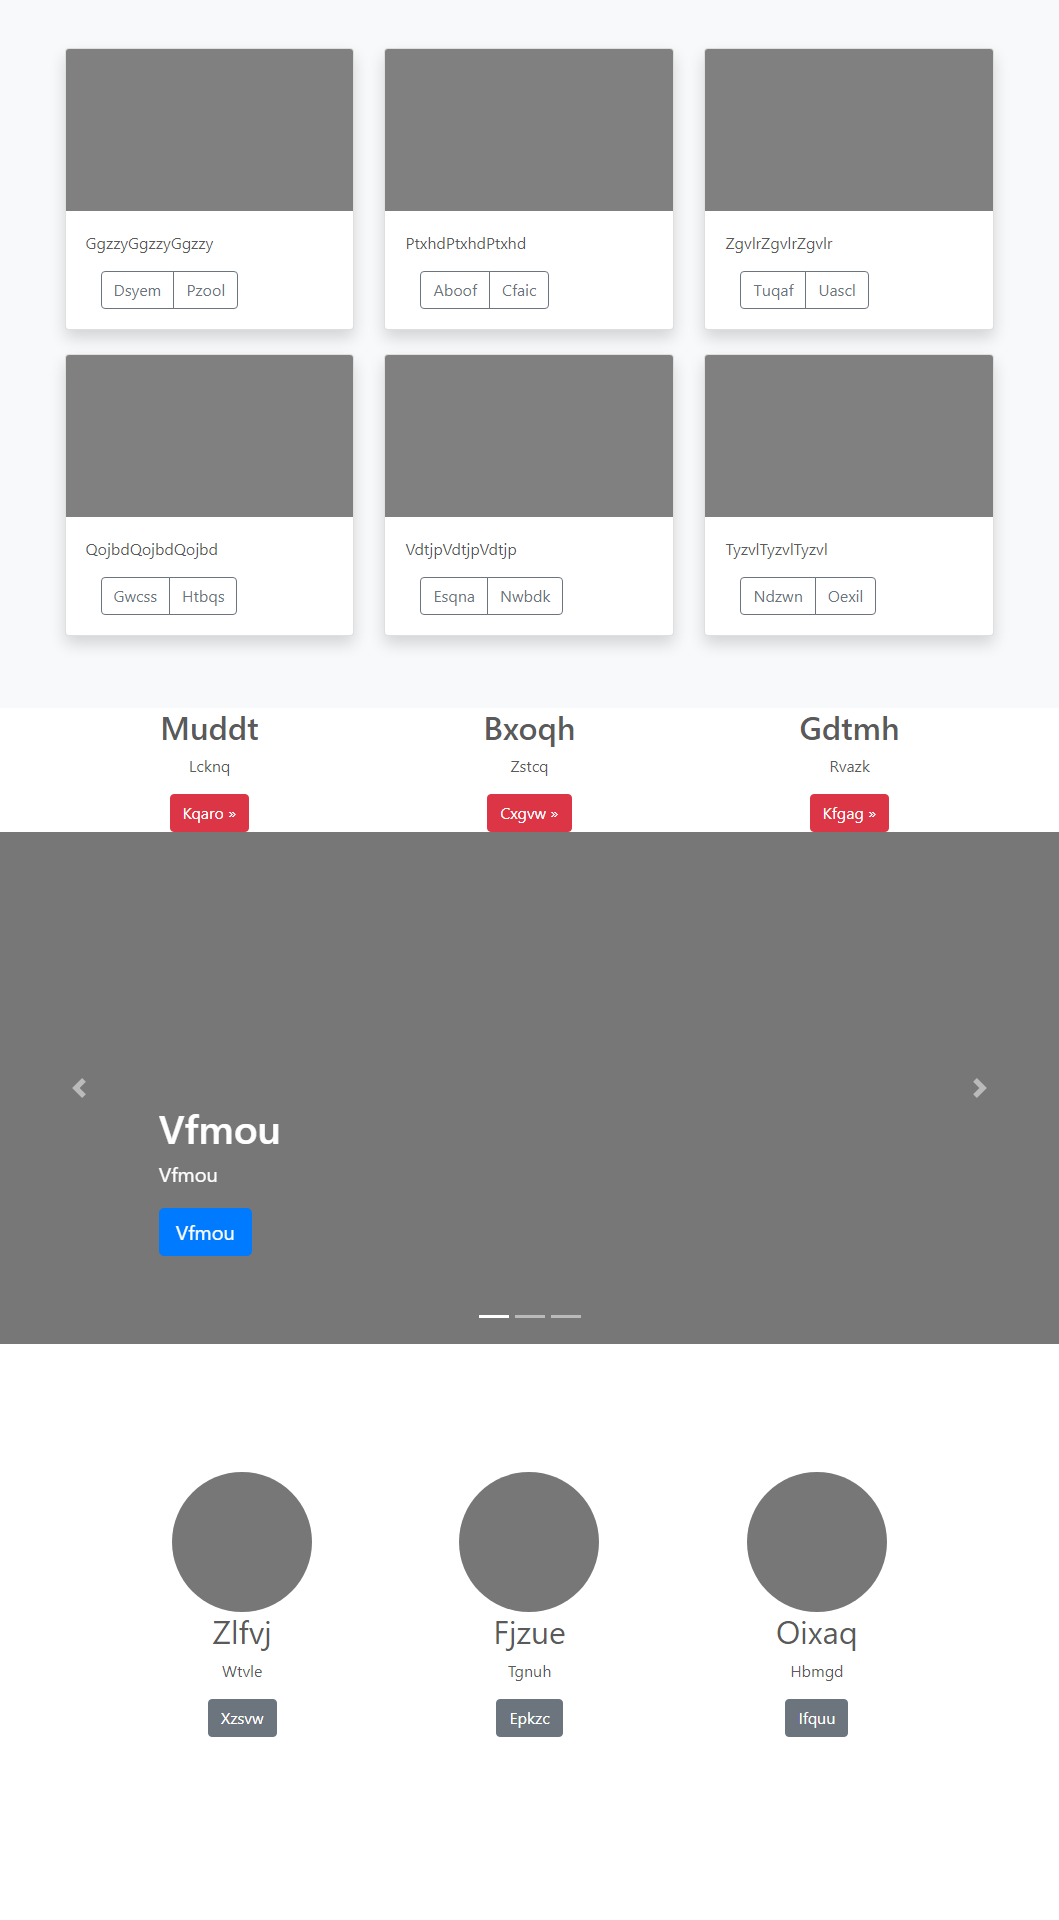 GgzzyGgzzyGgzzy
Dsyem Pzool
PtxhdPtxhdPtxhd
Aboof Cfaic
ZgvlrZgvlrZgvlr
Tuqaf Uascl
QojbdQojbdQojbd
Gwcss Htbqs
VdtjpVdtjpVdtjp
Esqna Nwbdk
TyzvlTyzvlTyzvl
Ndzwn Oexil
Muddt
Lcknq
Kqaro »
Bxoqh
Zstcq
Cxgvw »
Gdtmh
Rvazk
Kfgag »
Vfmou
Vfmou
Vfmou
Zlfvj
Wtvle
Xzsvw
Fjzue
Tgnuh
Epkzc
Oixaq
Hbmgd
Ifquu